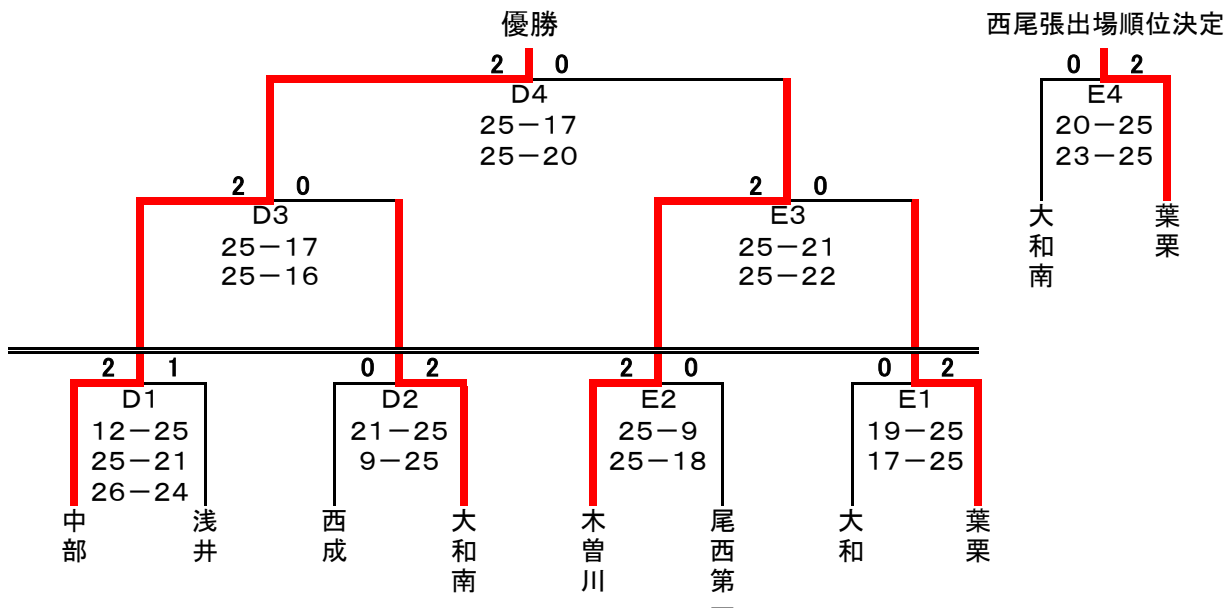 優勝
西尾張出場順位決定
2 0
D4
25－17
25－20
0 2
E4
20－25
23－25
大和南
葉栗
2 0
D3
25－17
25－16
2 0
E3
25－21
25－22
2 1
D1
12－25
25－21
26－24
0 2
D2
21－25
9－25
2 0
E2
25－9
25－18
0 2
E1
19－25
17－25
中部
浅井
西成
大和南
木曽川
尾西第
大和
葉栗